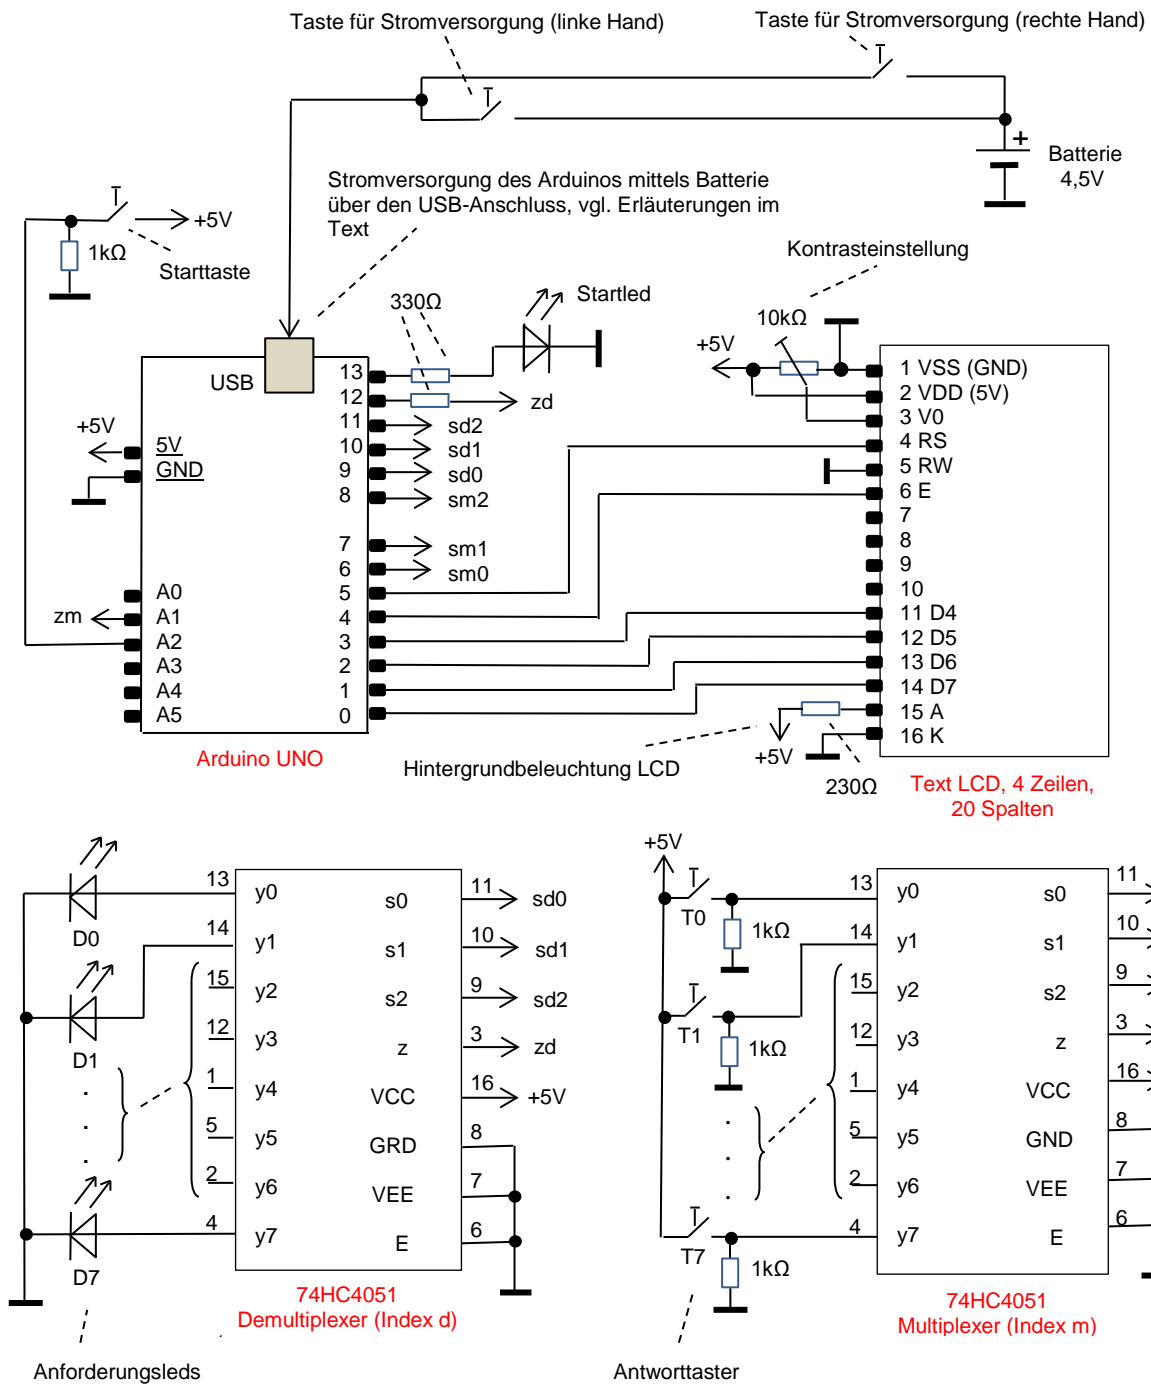 Taste für Stromversorgung (linke Hand)
Taste für Stromversorgung (rechte Hand)
+
Batterie
4,5V
Stromversorgung des Arduinos mittels Batterie
über den USB-Anschluss, vgl. Erläuterungen im
Text
+5V
1kΩ
Starttaste
Kontrasteinstellung
330Ω
Startled
10kΩ
+5V
USB
13
12
zd
11
sd2
10
sd1
9
sd0
8
sm2
7
sm1
6
sm0
5
4
3
2
1
0
+5V
5V
GND
A0
zm
A1
A2
A3
A4
A5
Arduino UNO
1 VSS (GND)
2 VDD (5V)
3 V0
4 RS
5 RW
6 E
7
8
9
10
11 D4
12 D5
13 D6
14 D7
15 A
16 K
+5V
230Ω
Hintergrundbeleuchtung LCD
Text LCD, 4 Zeilen,
20 Spalten
D0
D1
.
.
.
D7
13
y0
14
y1
15
y2
12
y3
1
y4
5
y5
2
y6
4
y7
s0
11
sd0
s1
10
sd1
s2
9
sd2
z
3
zd
VCC
16
+5V
GRD
8
VEE
7
E
6
74HC4051
Demultiplexer (Index d)
Anforderungsleds
+5V
T0
1kΩ
T1
1kΩ
.
.
.
T7
1kΩ
13
y0
14
y1
15
y2
12
y3
1
y4
5
y5
2
y6
4
y7
s0
11
s1
10
s2
9
z
3
VCC
16
GND
8
VEE
7
E
6
74HC4051
Multiplexer (Index m)
Antworttaster